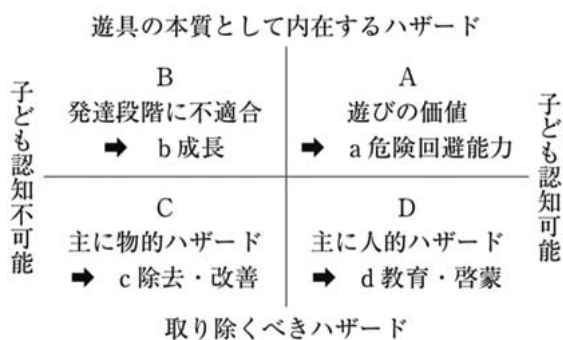 遊具の本質として内在するハザード
B
発達段階に不適合
➡ b 成長
A
遊びの価値
➡ a 危険回避能力
子ども認知不可能
子ども認知可能
C
主に物的ハザード
➡ c 除去・改善
D
主に人的ハザード
➡ d 教育・啓蒙
取り除くべきハザード